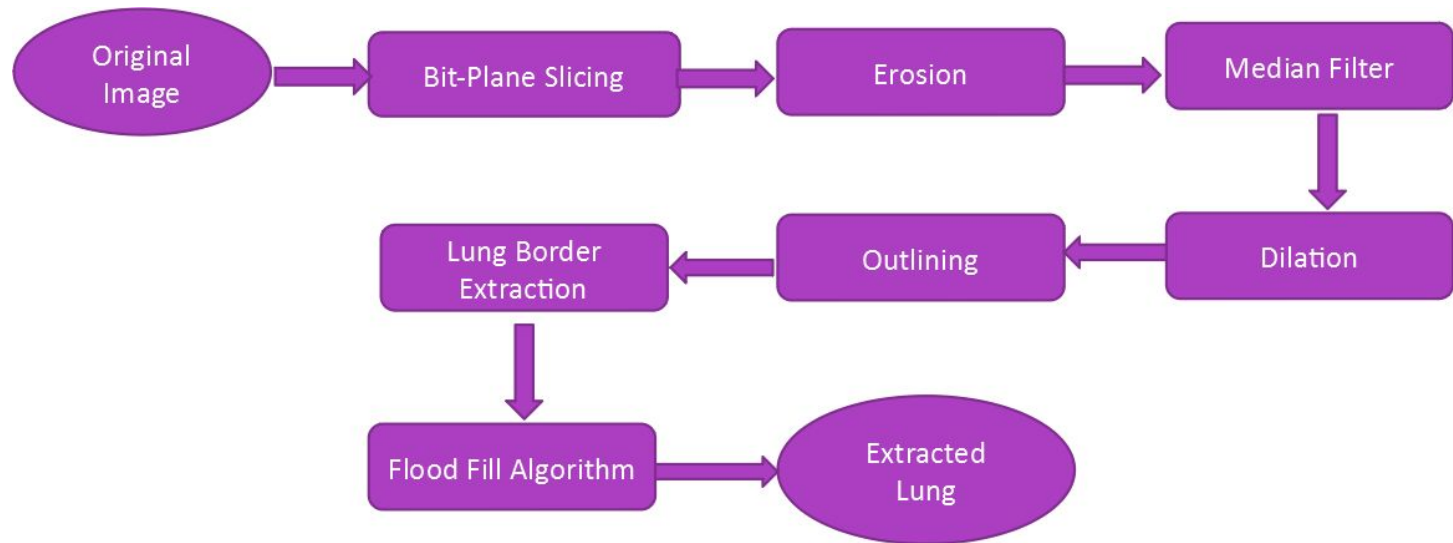 Original
Image
Bit-Plane Slicing
Erosion
Median Filter
Dilation
Outlining
Lung Border
Extraction
Flood Fill Algorithm
Extracted
Lung